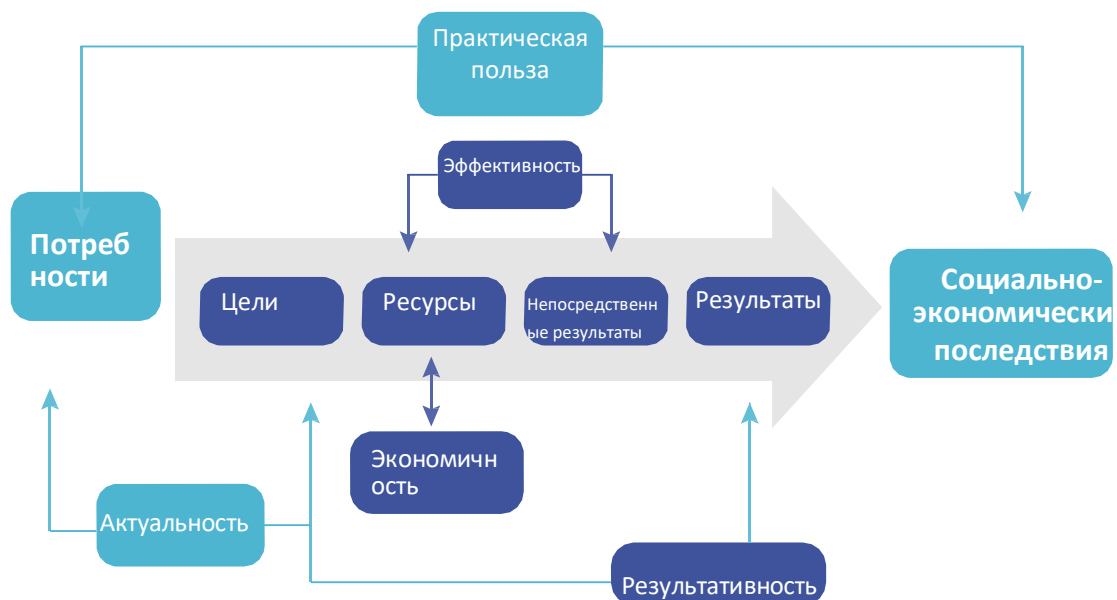 Практическая
польза
Эффективность
Потреб
ности
Цели
Ресурсы
Непосредственн
ые результаты
Результаты
Социально-
экономически
последствия
Экономичн
ость
Актуальность
Результативность